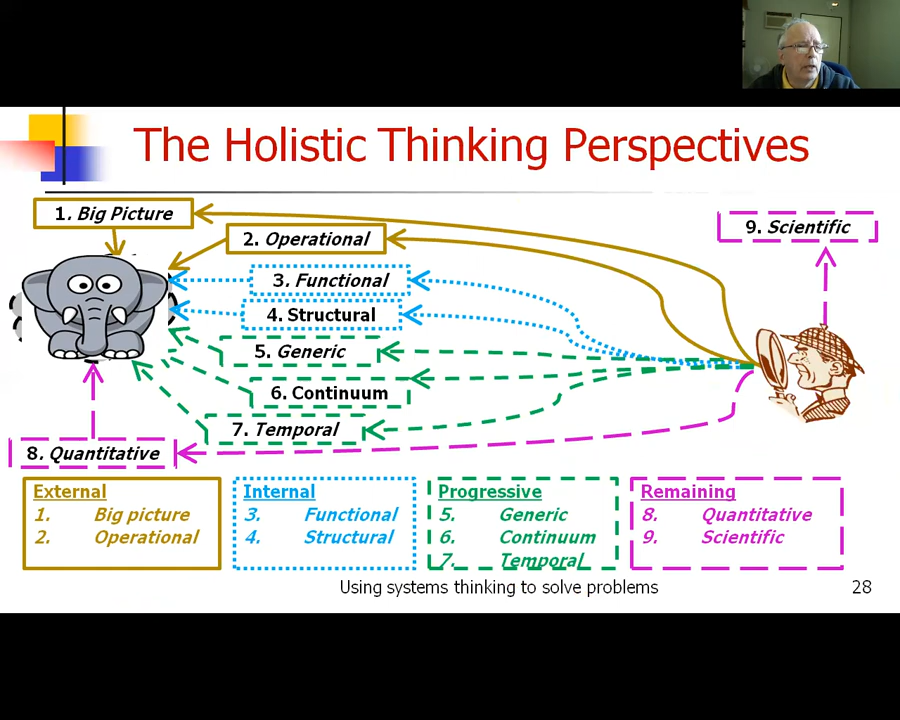 The Holistic Thinking Perspectives
1. Big Picture
2. Operational
9. Scientific
3. Functional
4. Structural
5. Generic
6. Continuum
7. Temporal
8. Quantitative
External
1. Big picture
2. Operational
Internal
3. Functional
4. Structural
Progressive
5. Generic
6. Continuum
7. Temporal
Remaining
8. Quantitative
9. Scientific
Using systems thinking to solve problems
28